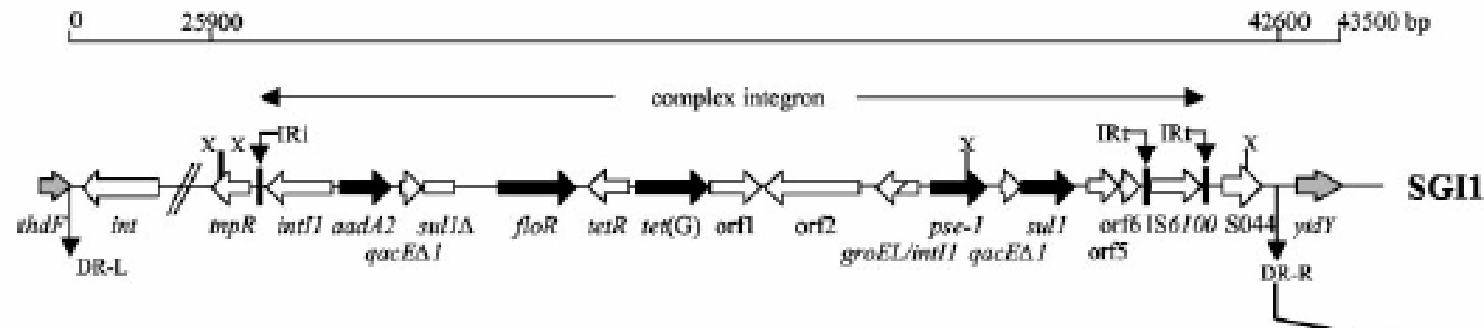 0 25900 42600 43500 bp
complex integron
IRi IRt IRt
X X X X
SGI1
thdF int tnpR intI1 aadA2 sul1Δ floR tetR tet(G) orf1 orf2 pse-1 sul1 orf6 IS6100 S044 yidY
qacEΔ1 groEL/intI1 qacEΔ1 orf5
DR-L DR-R